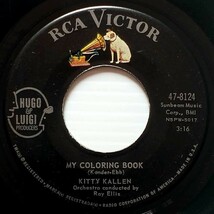 RCA VICTOR
HUGO & LUIGI
PRODUCERS
47-8124
Sunbeam Music
Corp., BMI
3:16
MY COLORING BOOK
(Kander-Ebb)
KITTY KALLEN
Orchestra conducted by
Ray Ellis